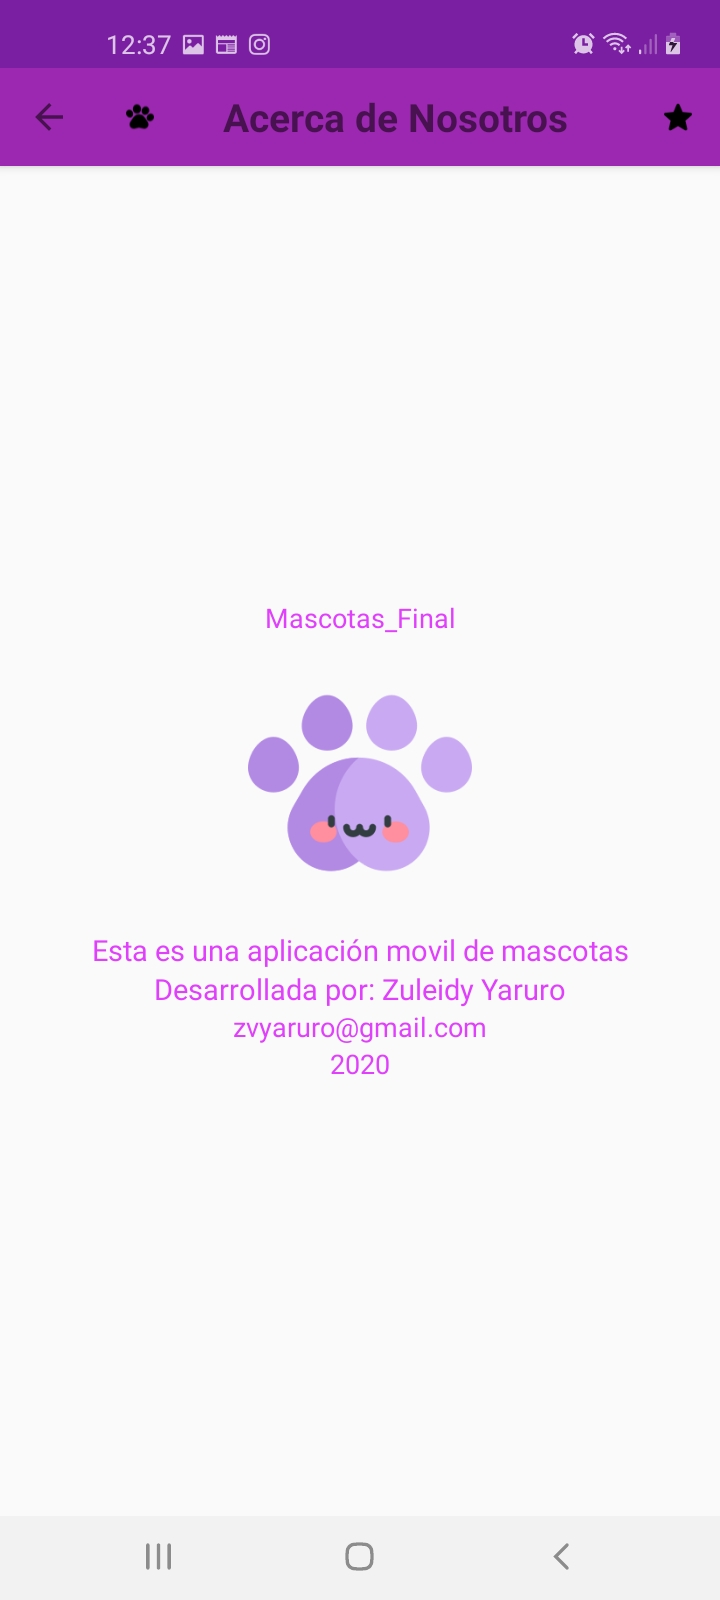 12:37
Acerca de Nosotros
Mascotas_Final
Esta es una aplicación movil de mascotas
Desarrollada por: Zuleidy Yaruro
zvyaruro@gmail.com
2020